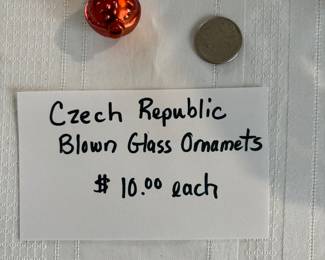 Czech Republic
Blown Glass Ornamets
$ 10.00 each